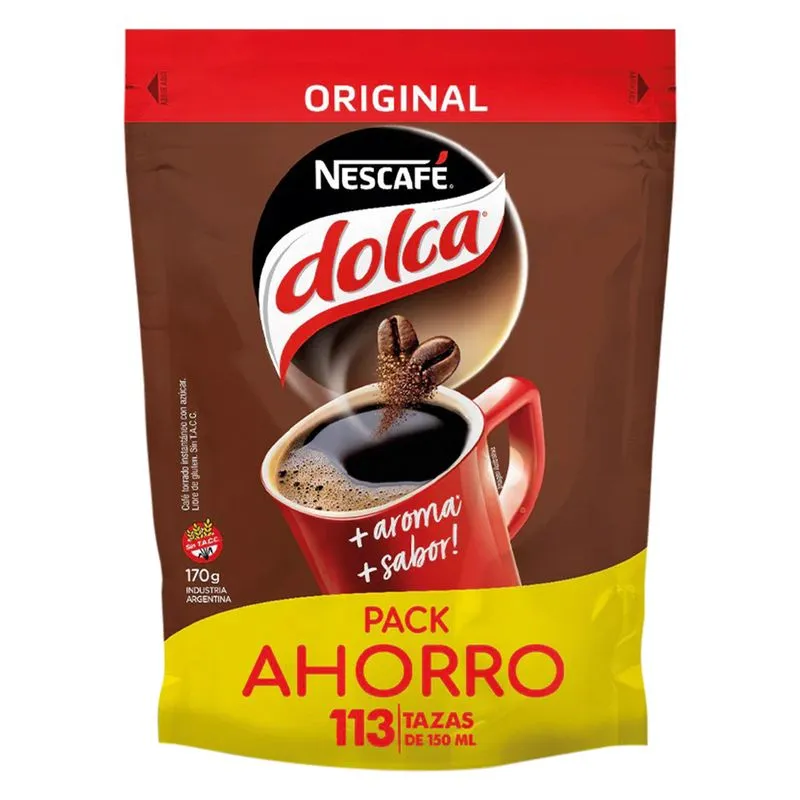 ORIGINAL
NESCAFÉ®
dolca®
Café torrado instantáneo con azúcar.
Libre de gluten. Sin T.A.C.C.
+ aroma*
+ sabor!
Sin T.A.C.C.
170g
INDUSTRIA
ARGENTINA
PACK
AHORRO
113 TAZAS
DE 150 ML